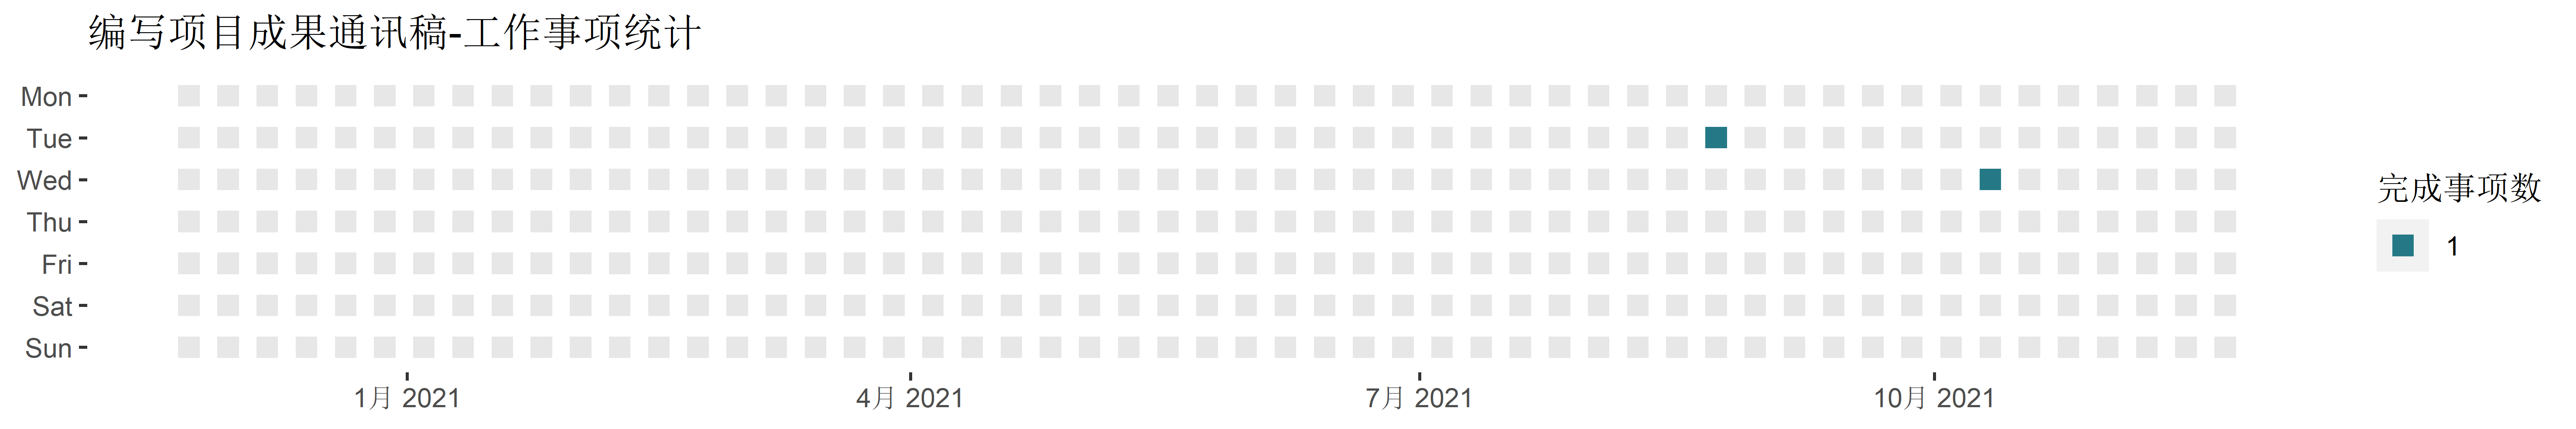 编写项目成果通讯稿-工作事项统计
Mon
Tue
Wed
Thu
Fri
Sat
Sun
1月 2021
4月 2021
7月 2021
10月 2021
完成事项数
1